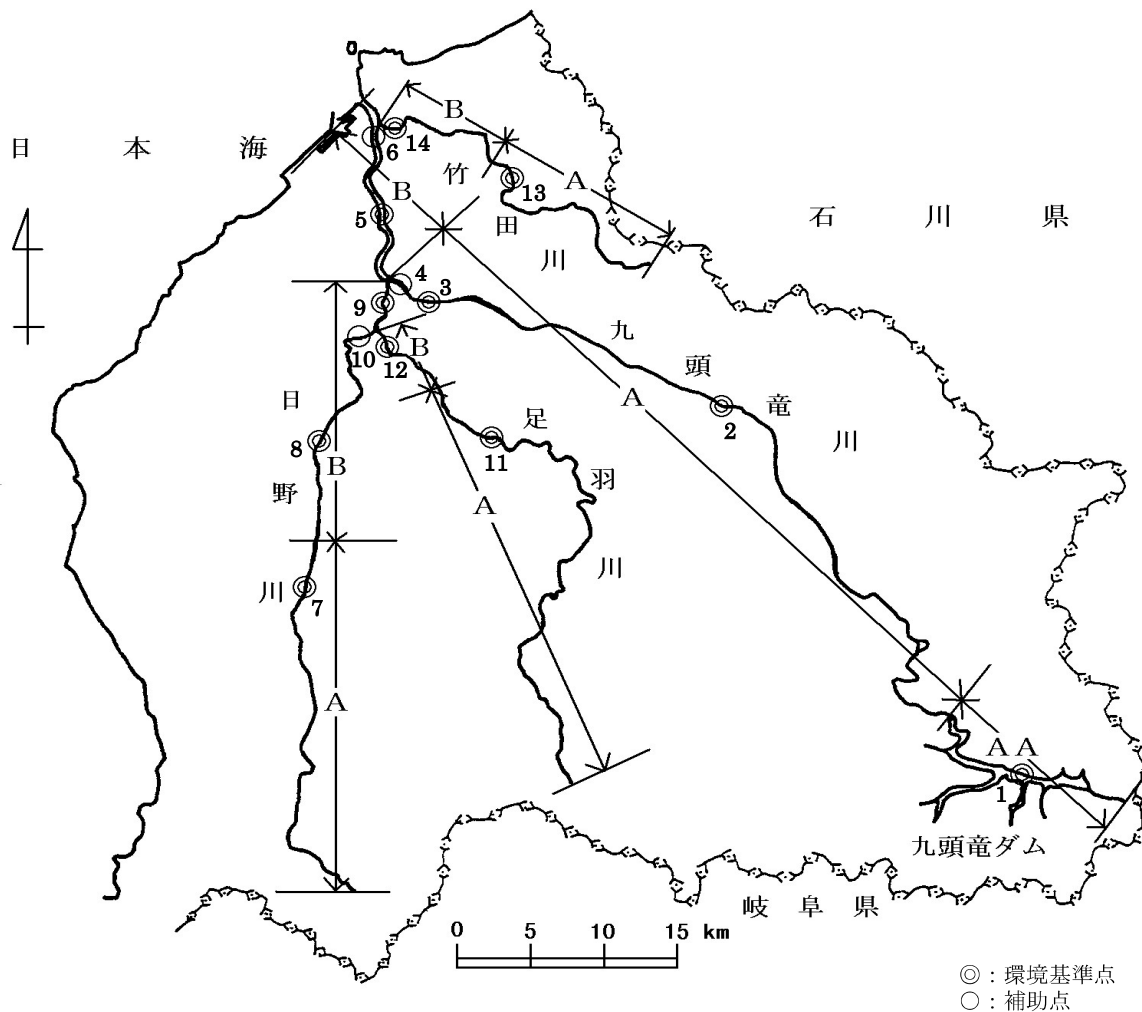 日本海
石川県
岐阜県
九頭竜川
竹田川
日野川
足羽川
九頭竜ダム
B
A
B
A
AA
B
A
B
A
1
2
3
4
5
6
7
8
9
10
11
12
13
14
0 5 10 15 km
◎：環境基準点
○：補助点